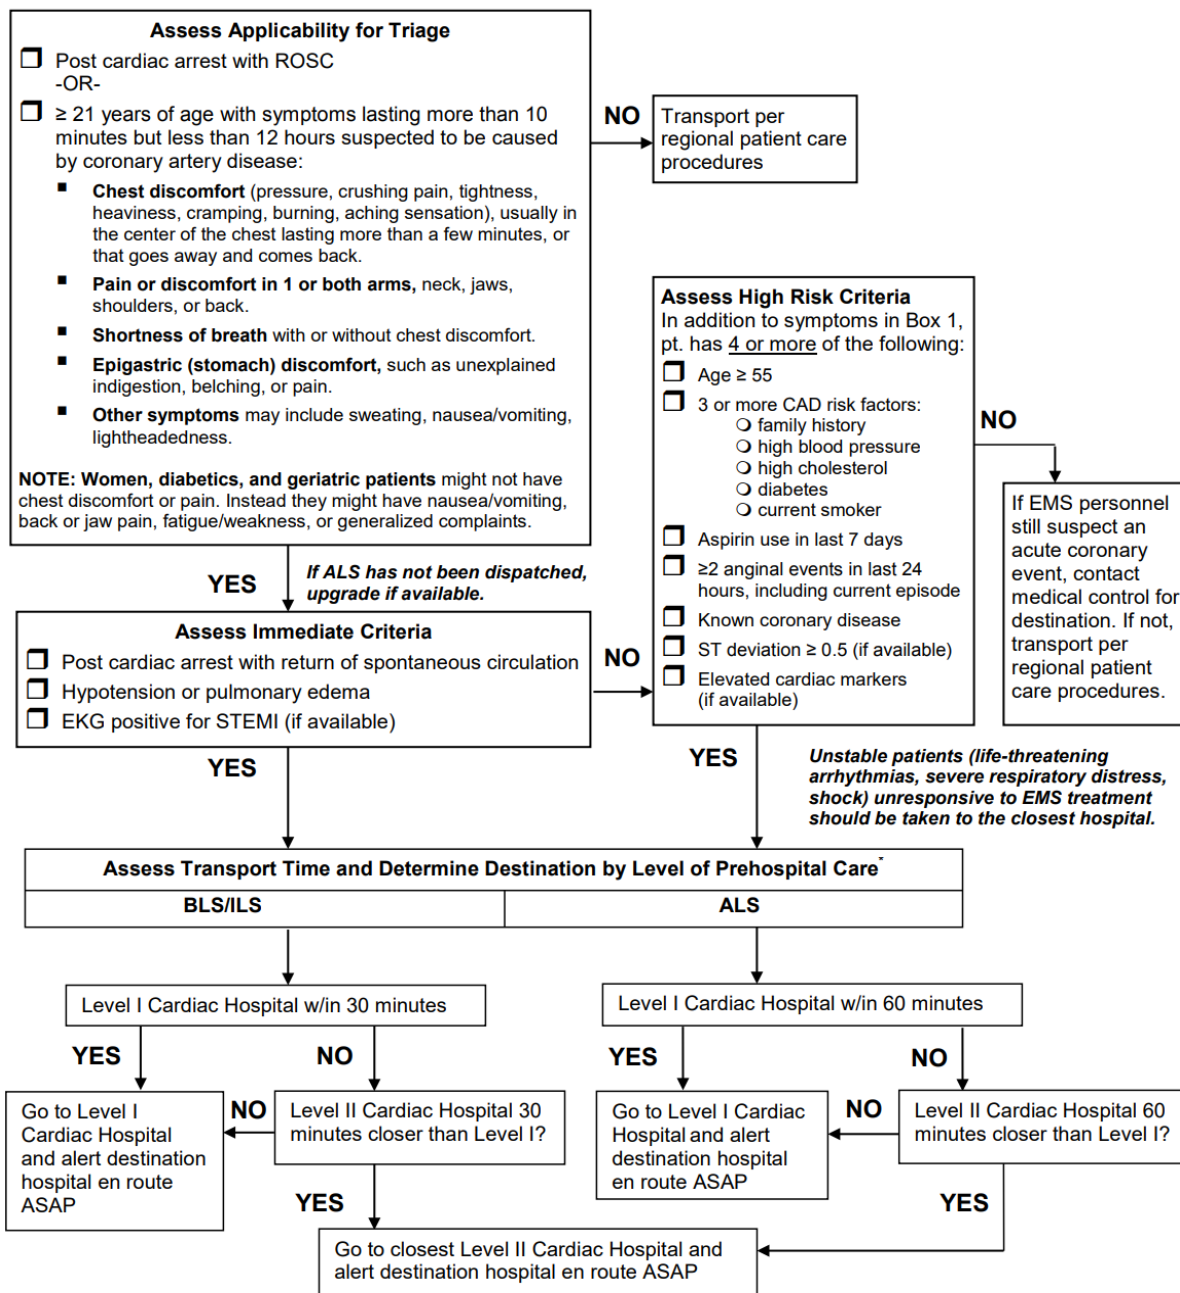 Assess Applicability for Triage
Post cardiac arrest with ROSC
-OR-
≥ 21 years of age with symptoms lasting more than 10
minutes but less than 12 hours suspected to be caused
by coronary artery disease:
Chest discomfort (pressure, crushing pain, tightness,
heaviness, cramping, burning, aching sensation), usually in
the center of the chest lasting more than a few minutes, or
that goes away and comes back.
Pain or discomfort in 1 or both arms, neck, jaws,
shoulders, or back.
Shortness of breath with or without chest discomfort.
Epigastric (stomach) discomfort, such as unexplained
indigestion, belching, or pain.
Other symptoms may include sweating, nausea/vomiting,
lightheadedness.
NOTE: Women, diabetics, and geriatric patients might not have
chest discomfort or pain. Instead they might have nausea/vomiting,
back or jaw pain, fatigue/weakness, or generalized complaints.
NO
Transport per
regional patient care
procedures
YES
If ALS has not been dispatched,
upgrade if available.
Assess Immediate Criteria
Post cardiac arrest with return of spontaneous circulation
Hypotension or pulmonary edema
EKG positive for STEMI (if available)
NO
Assess High Risk Criteria
In addition to symptoms in Box 1,
pt. has 4 or more of the following:
Age ≥ 55
3 or more CAD risk factors:
family history
high blood pressure
high cholesterol
diabetes
current smoker
Aspirin use in last 7 days
≥2 anginal events in last 24
hours, including current episode
Known coronary disease
ST deviation ≥ 0.5 (if available)
Elevated cardiac markers
(if available)
NO
If EMS personnel
still suspect an
acute coronary
event, contact
medical control for
destination. If not,
transport per
regional patient
care procedures.
YES
YES
Unstable patients (life-threatening
arrhythmias, severe respiratory distress,
shock) unresponsive to EMS treatment
should be taken to the closest hospital.
Assess Transport Time and Determine Destination by Level of Prehospital Care*
BLS/ILS
ALS
Level I Cardiac Hospital w/in 30 minutes
YES
NO
Go to Level I
Cardiac Hospital
and alert destination
hospital en route
ASAP
NO
Level II Cardiac Hospital 30
minutes closer than Level I?
YES
Level I Cardiac Hospital w/in 60 minutes
YES
NO
Go to Level I Cardiac
Hospital and alert
destination hospital
en route ASAP
NO
Level II Cardiac Hospital 60
minutes closer than Level I?
YES
Go to closest Level II Cardiac Hospital and
alert destination hospital en route ASAP